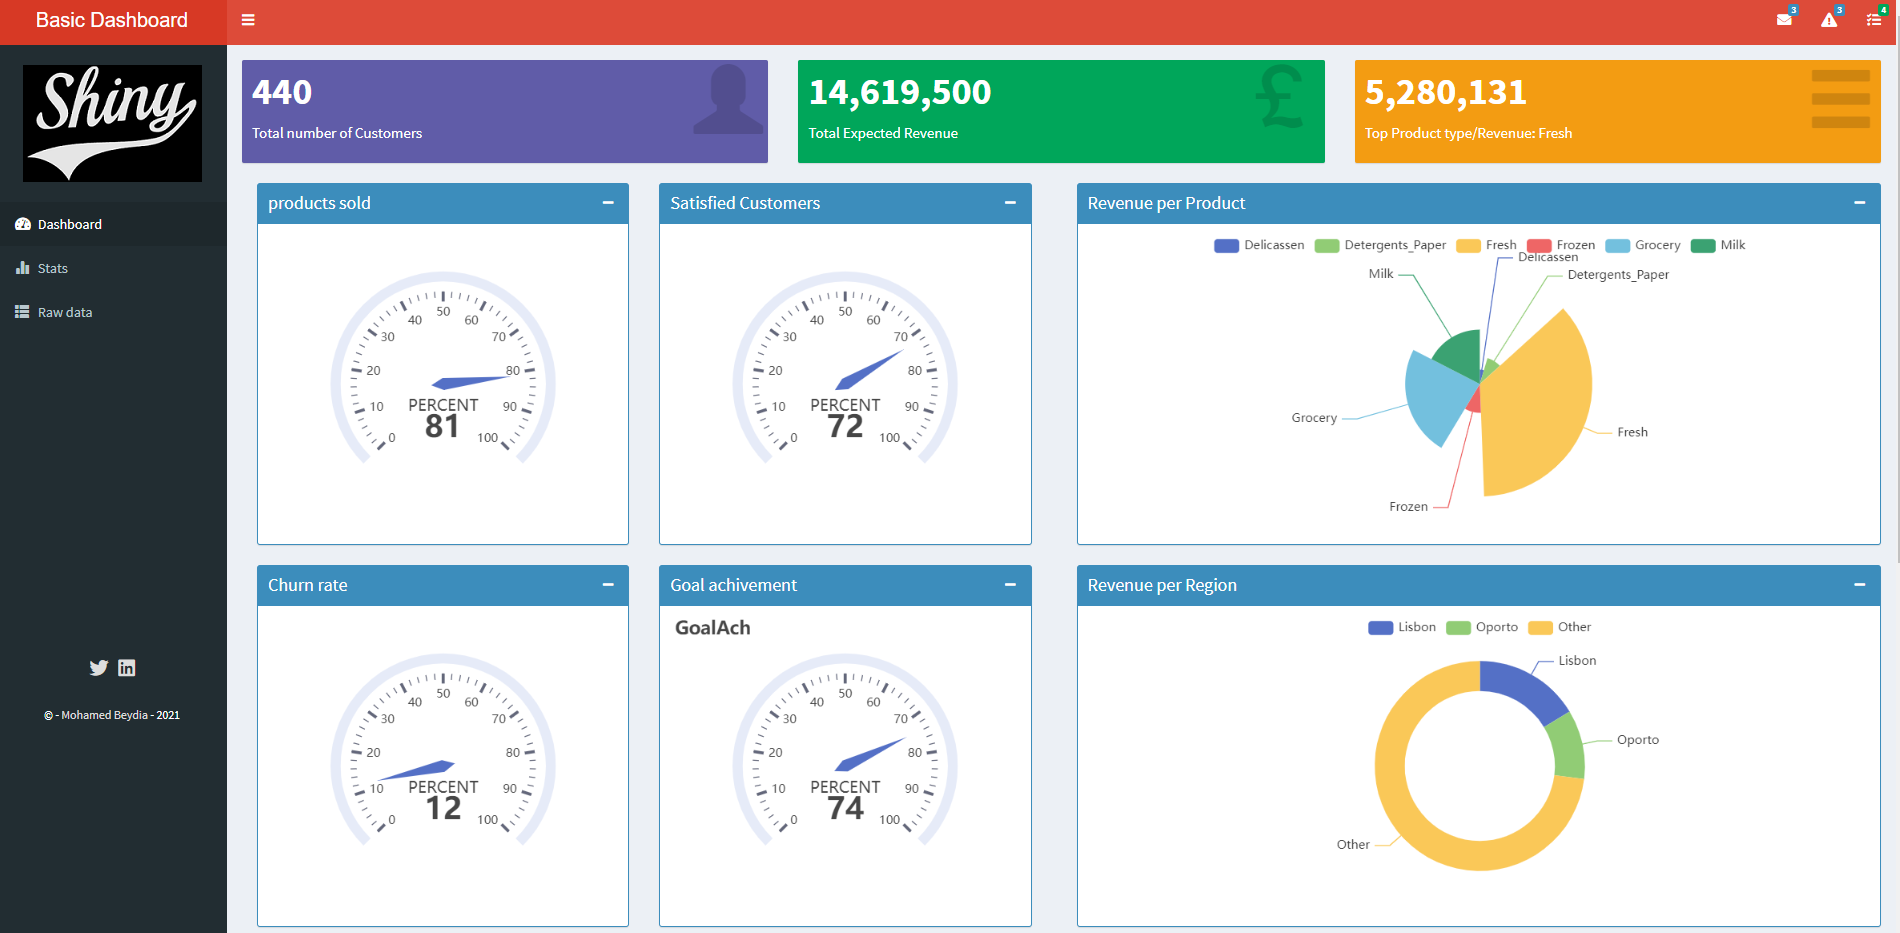 Basic Dashboard
3
3
4
Shiny
Dashboard
Stats
Raw data
© - Mohamed Beydia - 2021
440
Total number of Customers
14,619,500
£
Total Expected Revenue
5,280,131
Top Product type/Revenue: Fresh
products sold
0
10
20
30
40
50
60
70
80
90
100
PERCENT
81
Satisfied Customers
0
10
20
30
40
50
60
70
80
90
100
PERCENT
72
Revenue per Product
Delicassen Detergents_Paper Fresh Frozen Grocery Milk
Delicassen
Milk
Detergents_Paper
Grocery
Fresh
Frozen
Churn rate
0
10
20
30
40
50
60
70
80
90
100
PERCENT
12
Goal achivement
GoalAch
0
10
20
30
40
50
60
70
80
90
100
PERCENT
74
Revenue per Region
Lisbon Oporto Other
Lisbon
Oporto
Other